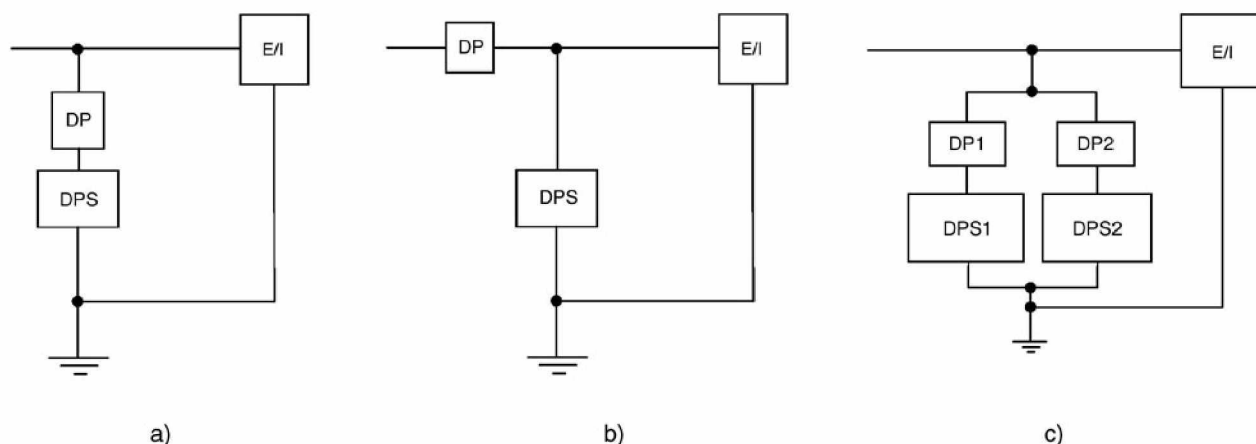 E/I
DP
DPS
a)
DP
E/I
DPS
b)
E/I
DP1
DP2
DPS1
DPS2
c)